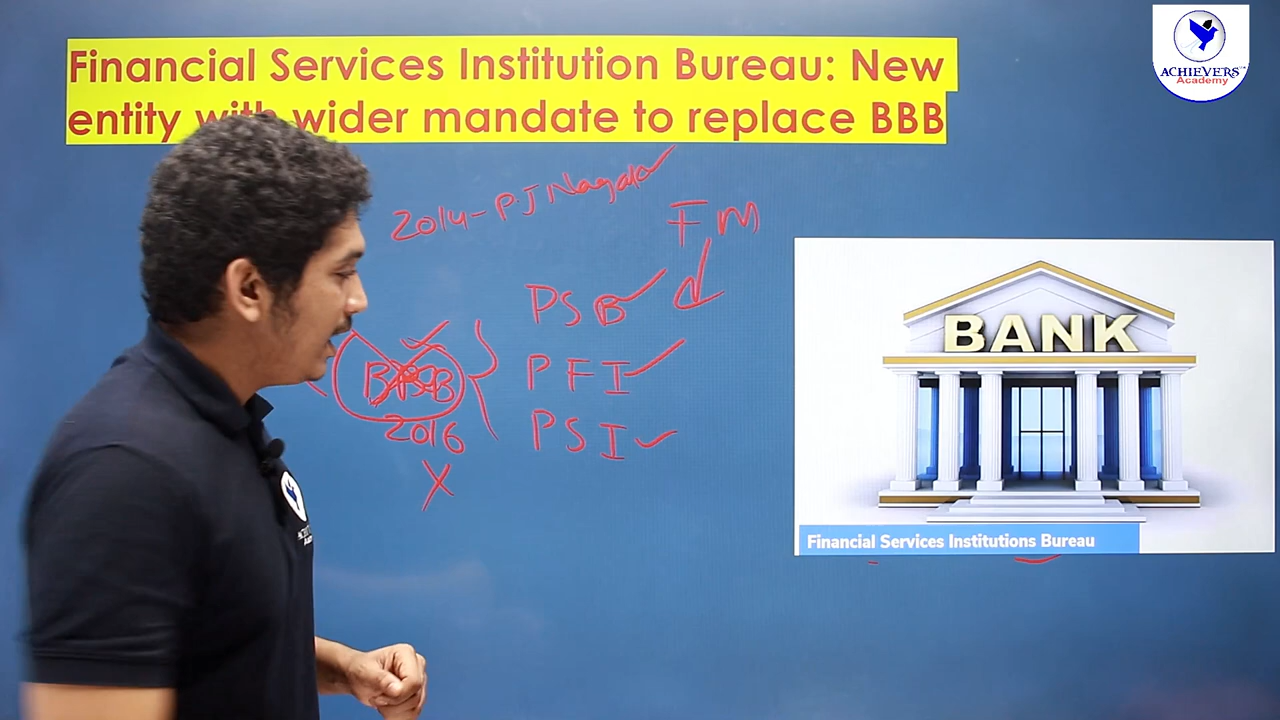 Financial Services Institution Bureau: New
entity with wider mandate to replace BBB
ACHIEVERS
Academy
2014 - PJ Nayak
F M
PSB
BBB
PFI
2016
PSI
X
BANK
Financial Services Institutions Bureau